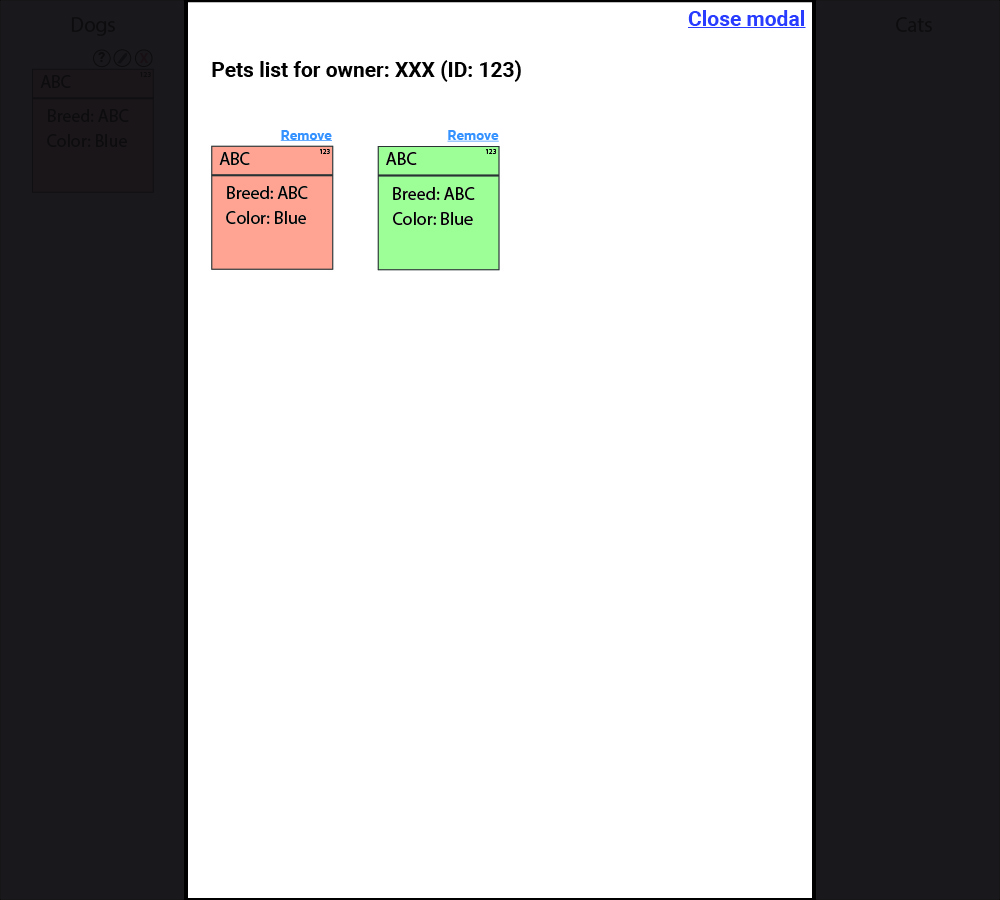 Close modal
Dogs
Cats
Pets list for owner: XXX (ID: 123)
? X
ABC 123
Breed: ABC
Color: Blue
Remove
ABC 123
Breed: ABC
Color: Blue
Remove
ABC 123
Breed: ABC
Color: Blue